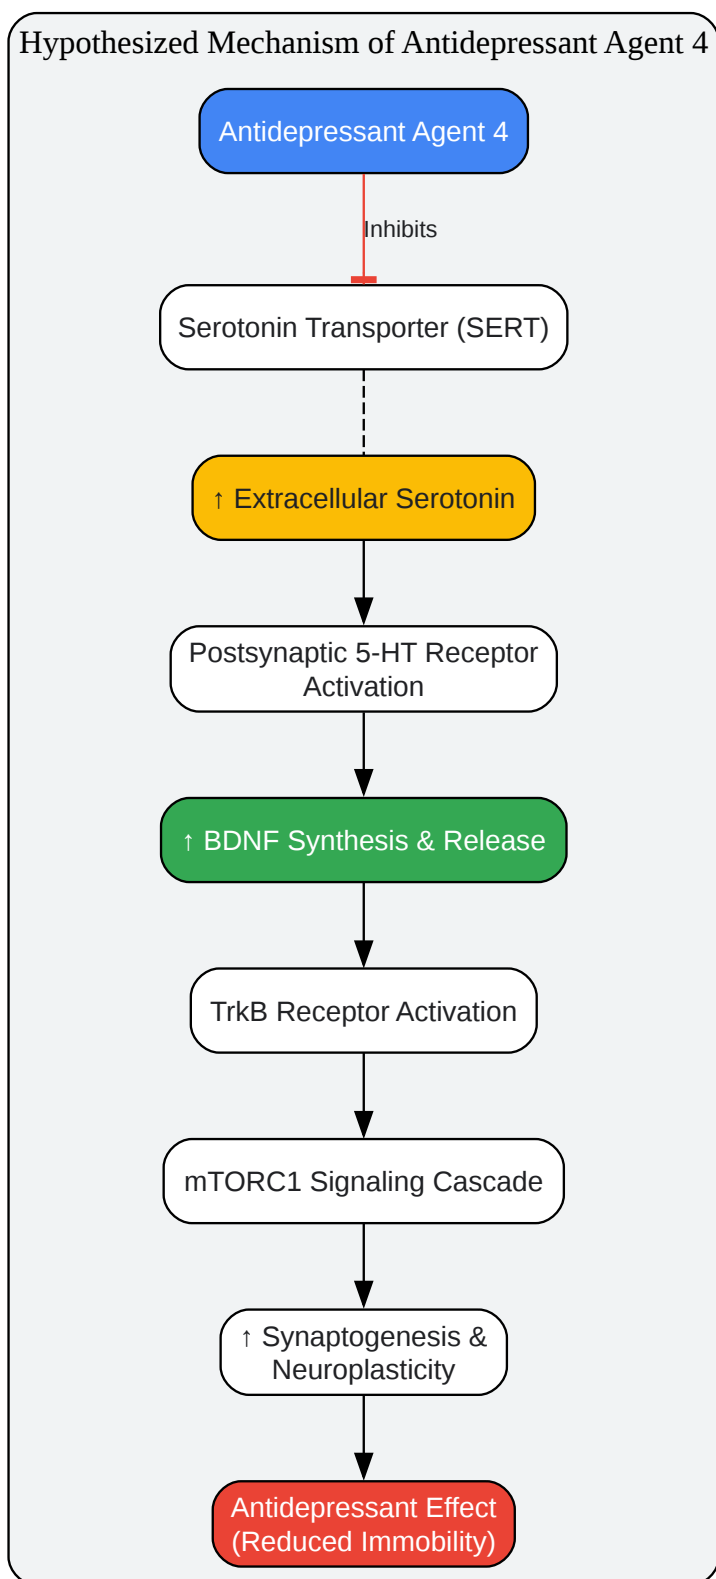 Hypothesized Mechanism of Antidepressant Agent 4
Antidepressant Agent 4
Inhibits
Serotonin Transporter (SERT)
↑ Extracellular Serotonin
Postsynaptic 5-HT Receptor
Activation
↑ BDNF Synthesis & Release
TrkB Receptor Activation
mTORC1 Signaling Cascade
↑ Synaptogenesis &
Neuroplasticity
Antidepressant Effect
(Reduced Immobility)